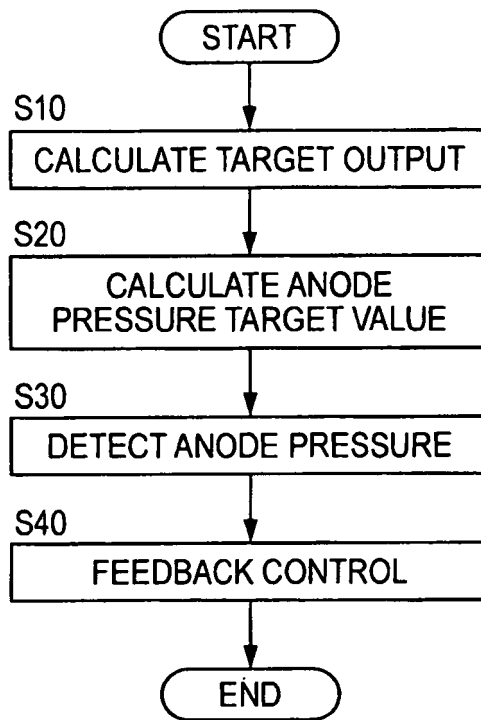 START
S10
CALCULATE TARGET OUTPUT
S20
CALCULATE ANODE
PRESSURE TARGET VALUE
S30
DETECT ANODE PRESSURE
S40
FEEDBACK CONTROL
END